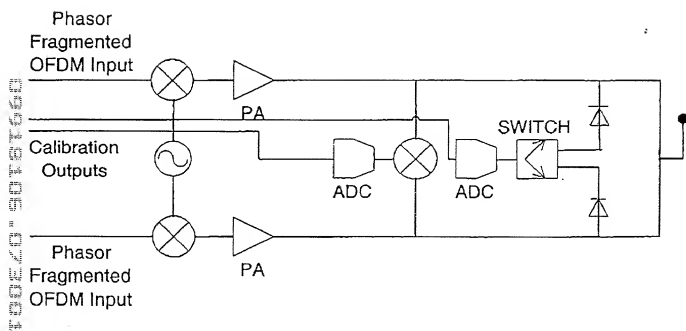 Phasor
Fragmented
OFDM Input
PA
SWITCH
Calibration
Outputs
ADC
ADC
PA
Phasor
Fragmented
OFDM Input